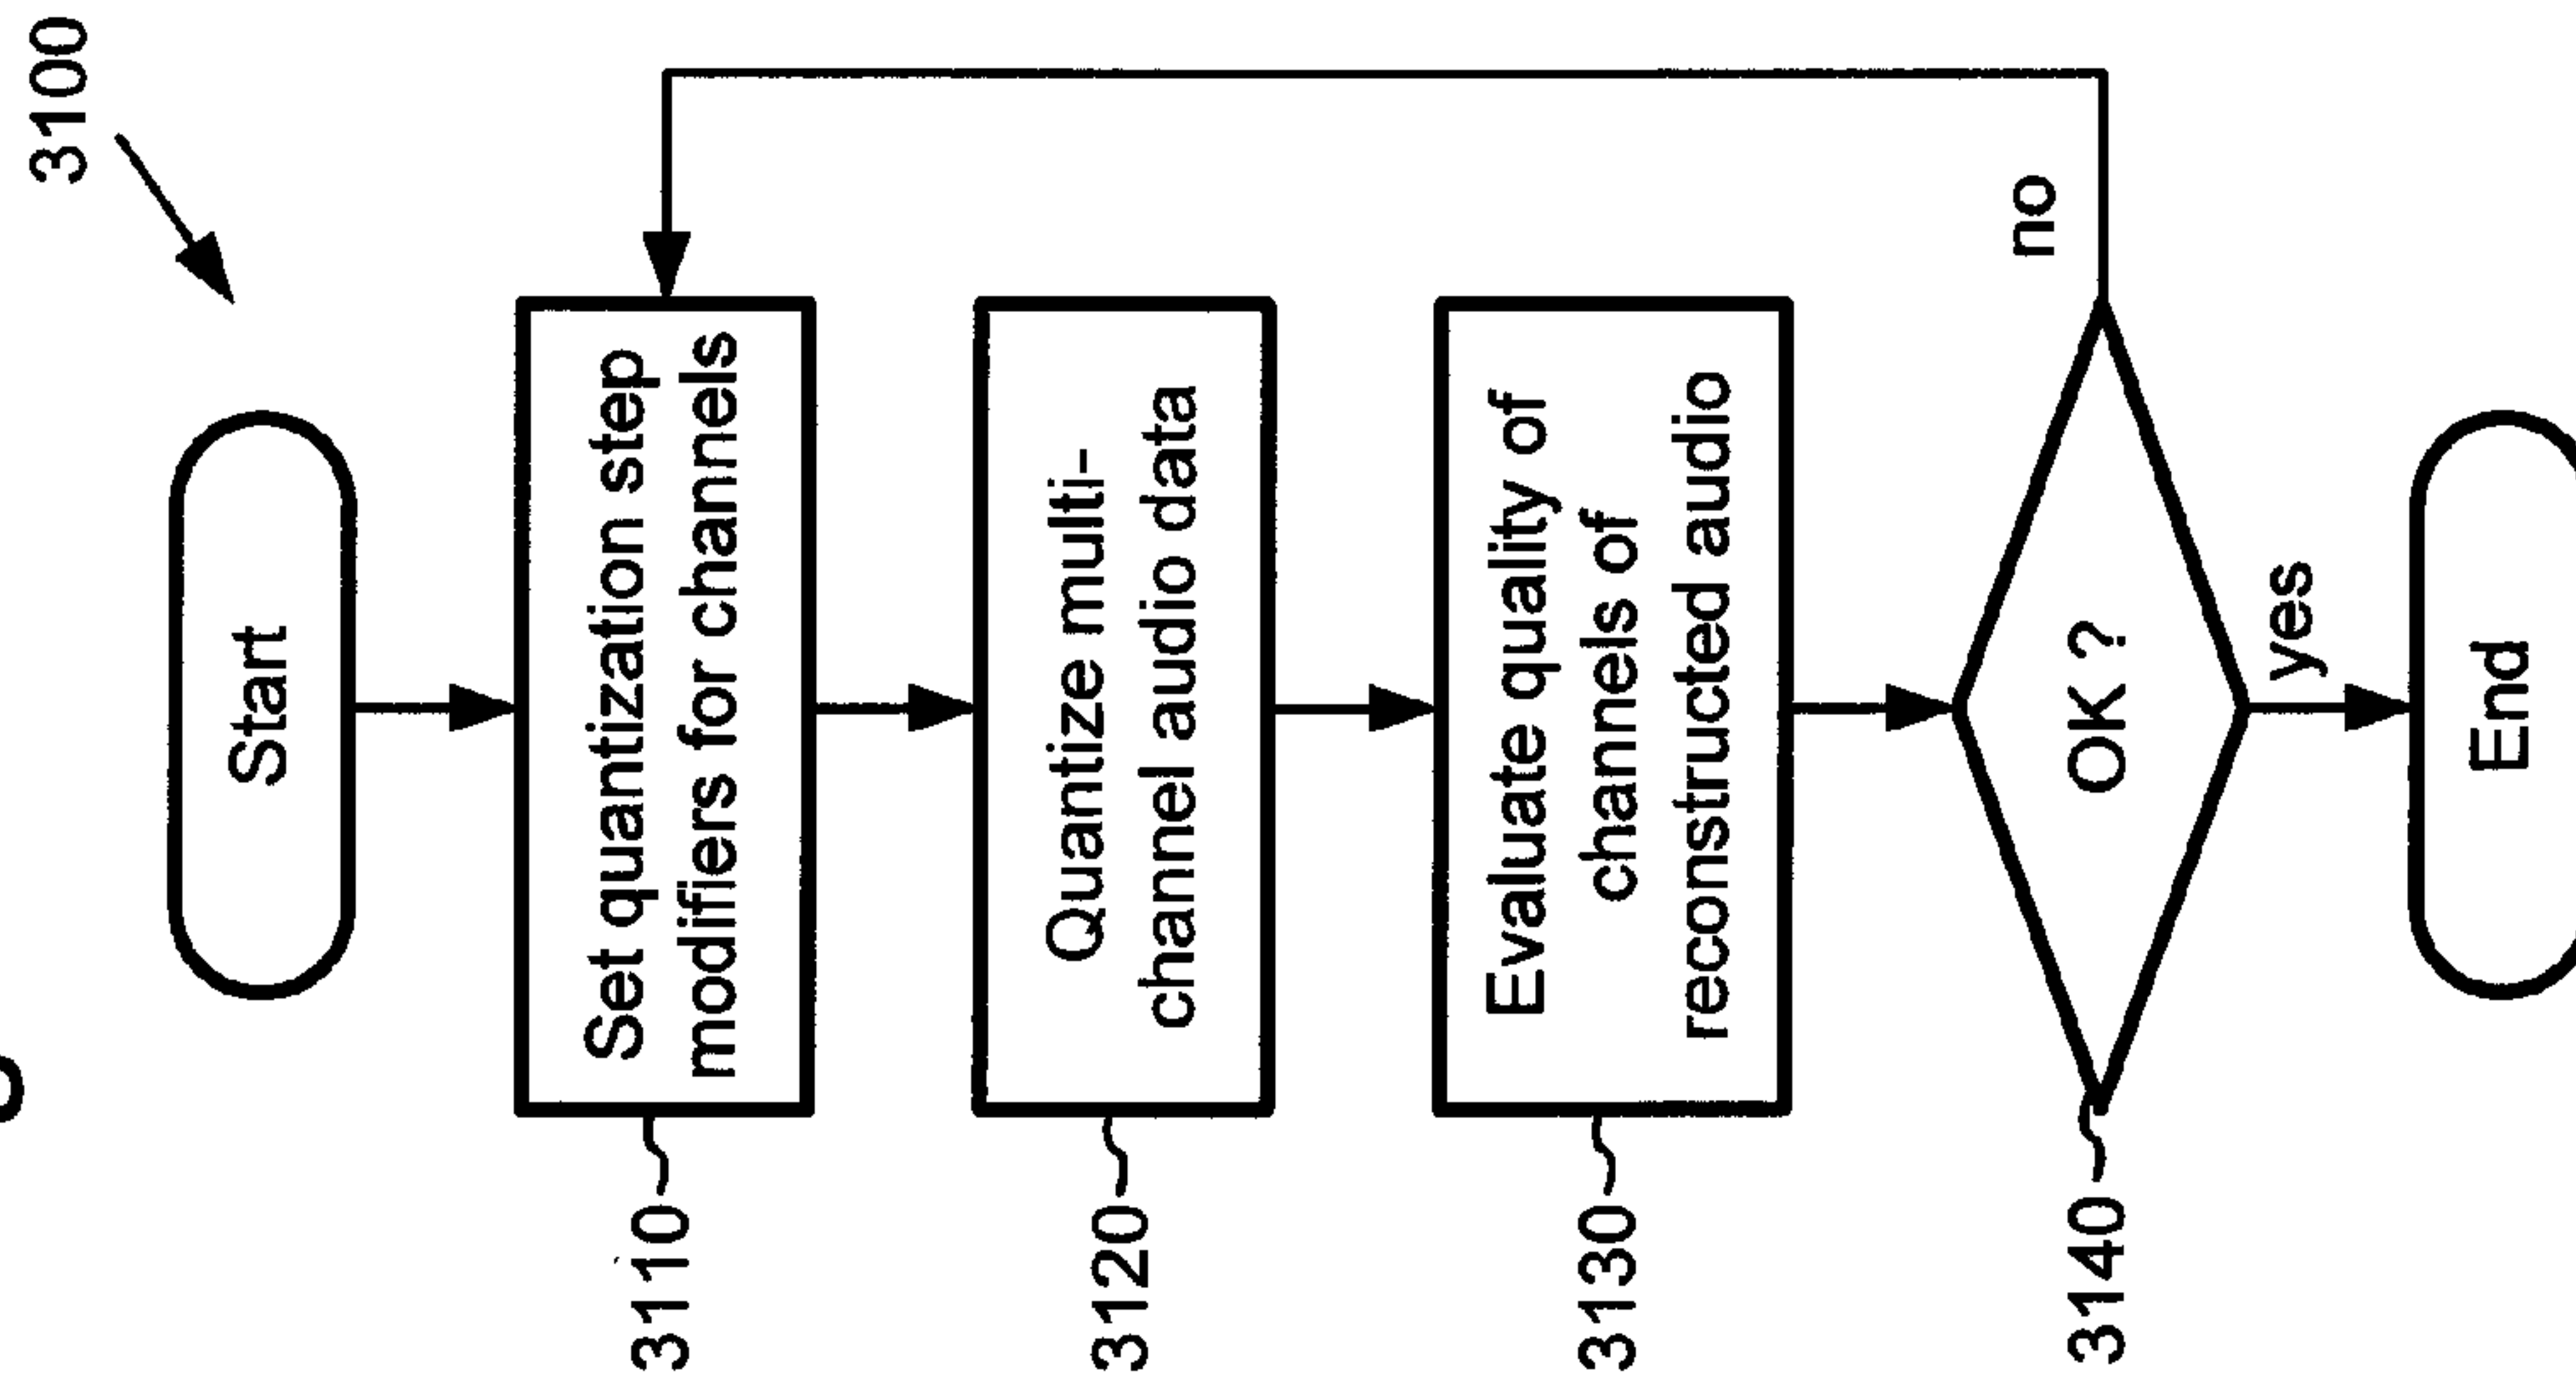 3100
Start
Set quantization step
modifiers for channels
3110
Quantize multi-
channel audio data
3120
Evaluate quality of
channels of
reconstructed audio
3130
OK ?
no
3140
yes
End